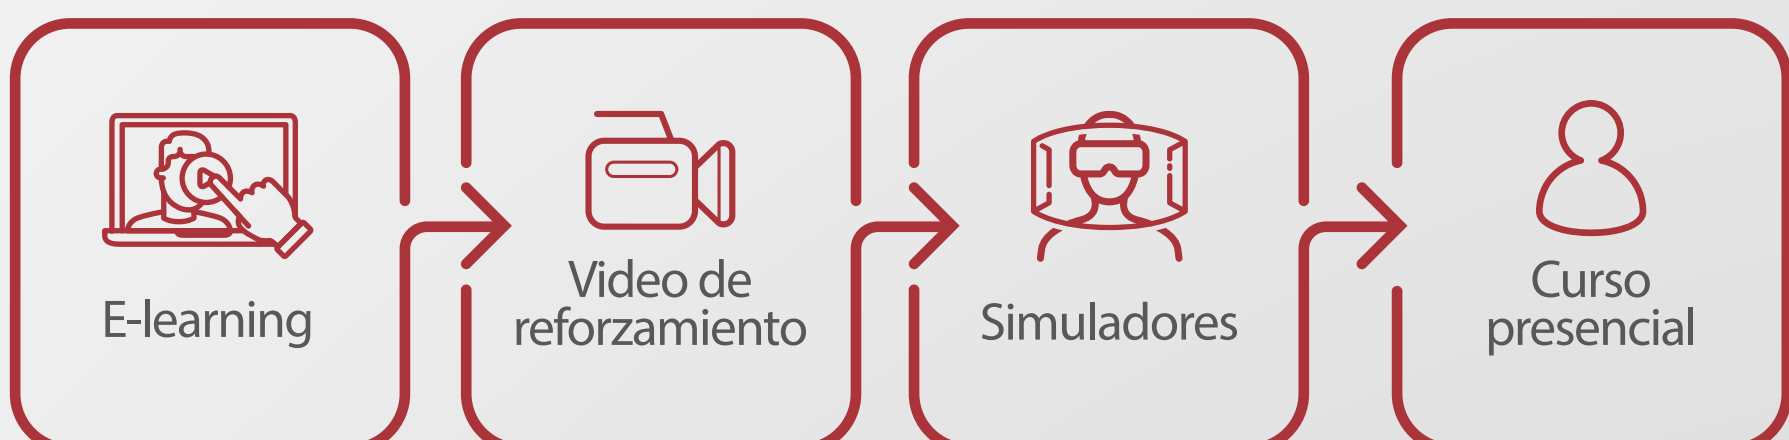 E-learning
Video de
reforzamiento
Simuladores
Curso
presencial